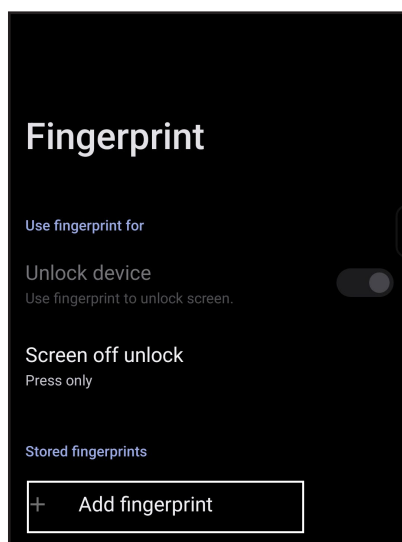 Fingerprint
Use fingerprint for
Unlock device
Use fingerprint to unlock screen.
Screen off unlock
Press only
Stored fingerprints
+ Add fingerprint